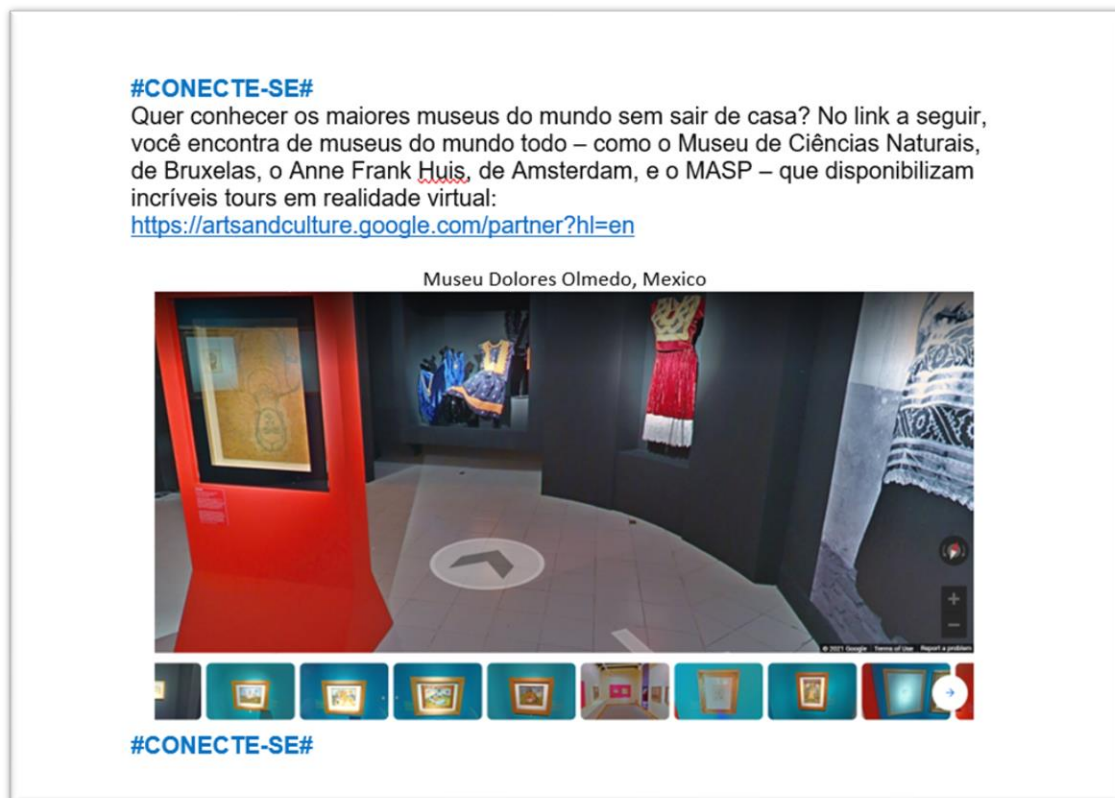 #CONECTE-SE#
Quer conhecer os maiores museus do mundo sem sair de casa? No link a seguir,
você encontra de museus do mundo todo – como o Museu de Ciências Naturais,
de Bruxelas, o Anne Frank Huis, de Amsterdam, e o MASP – que disponibilizam
incríveis tours em realidade virtual:
https://artsandculture.google.com/partner?hl=en
Museu Dolores Olmedo, Mexico
© 2021 Google Terms of Use Report a problem
#CONECTE-SE#